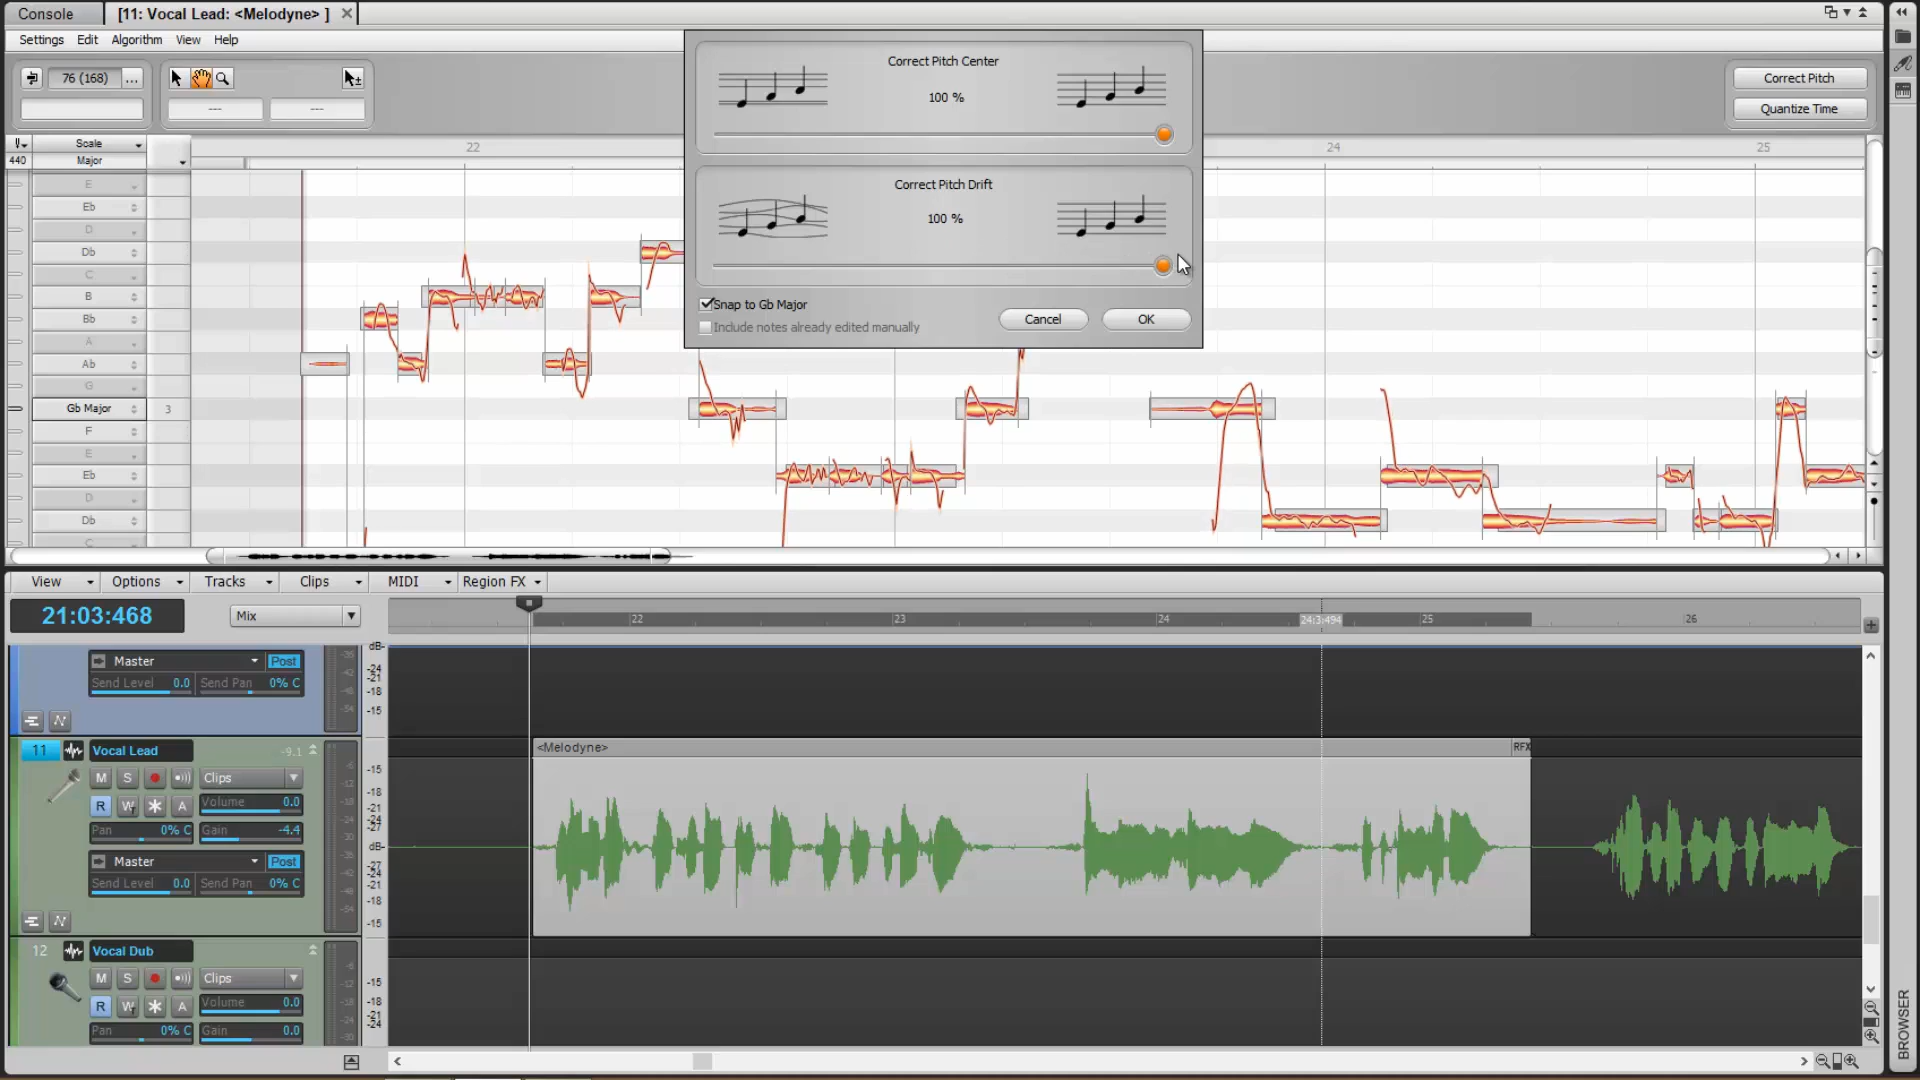 Console
[11: Vocal Lead: <Melodyne> ]
Settings Edit Algorithm View Help
76 (168) ...
--- ---
Correct Pitch
Quantize Time
Correct Pitch Center
100 %
Correct Pitch Drift
100 %
Snap to Gb Major
Include notes already edited manually
Cancel OK
Scale
440 Major
22 24 25
E
Eb
D
Db
C
B
Bb
A
Ab
G
Gb Major 3
F
E
Eb
D
Db
C
View Options Tracks Clips MIDI Region FX
21:03:468 Mix
22 23 24 24:3:494 25 26
Master Post
Send Level 0.0 Send Pan 0% C
dB-
-24
-21
-18
-15
11 Vocal Lead -9.1
M S Clips
R W A Volume 0.0
Pan 0% C Gain -4.4
Master Post
Send Level 0.0 Send Pan 0% C
<Melodyne> RFX
-15
-18
-21
-24
-27
dB-
-27
-24
-21
-18
-15
12 Vocal Dub
M S Clips
R W A Volume 0.0
Pan 0% C Gain 0.0
-15
-18
-21
-24
BROWSER